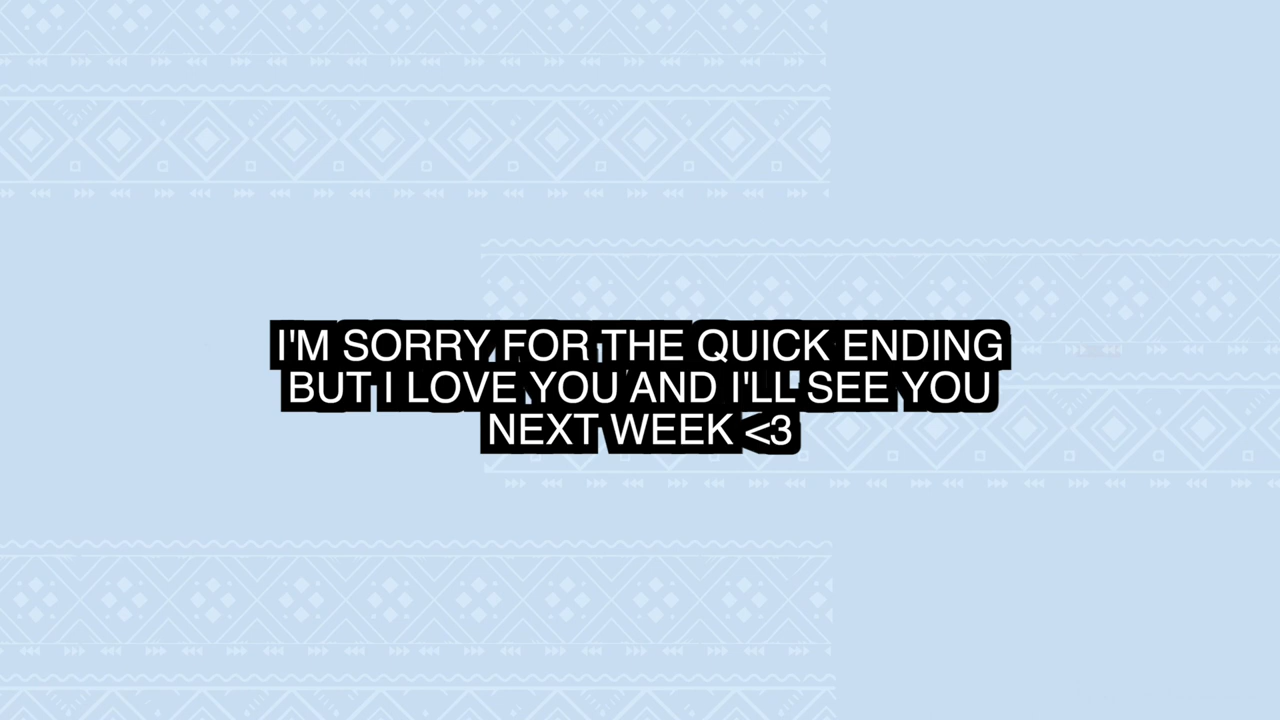 I'M SORRY FOR THE QUICK ENDING
BUT I LOVE YOU AND I'LL SEE YOU
NEXT WEEK <3